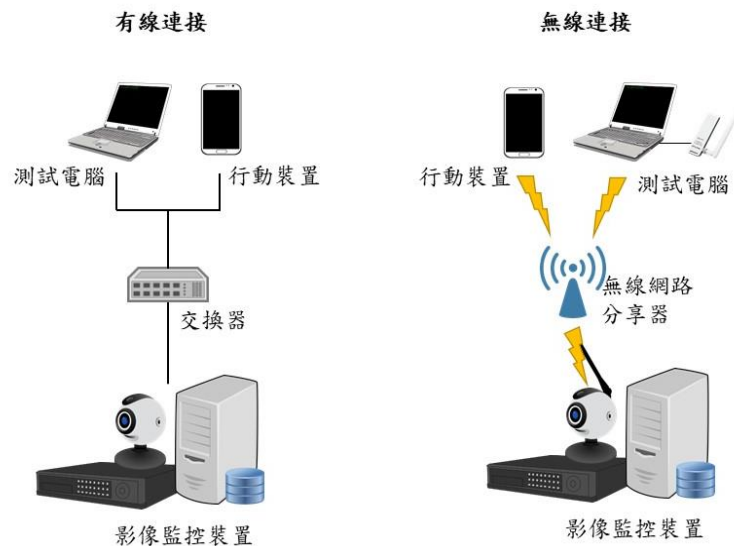 有線連接
測試電腦
行動裝置
交換器
影像監控裝置
無線連接
行動裝置
測試電腦
無線網路
分享器
影像監控裝置